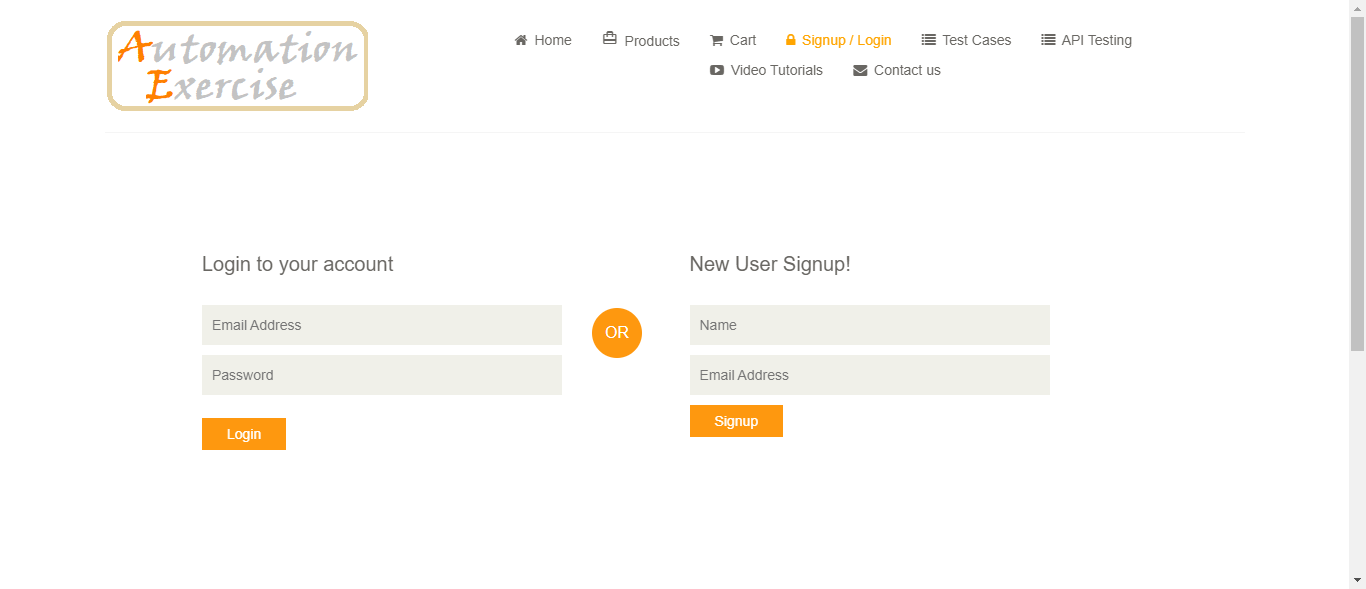 Automation
Exercise
Home Products Cart Signup / Login Test Cases API Testing
Video Tutorials Contact us
Login to your account
Email Address
Password
Login
OR
New User Signup!
Name
Email Address
Signup